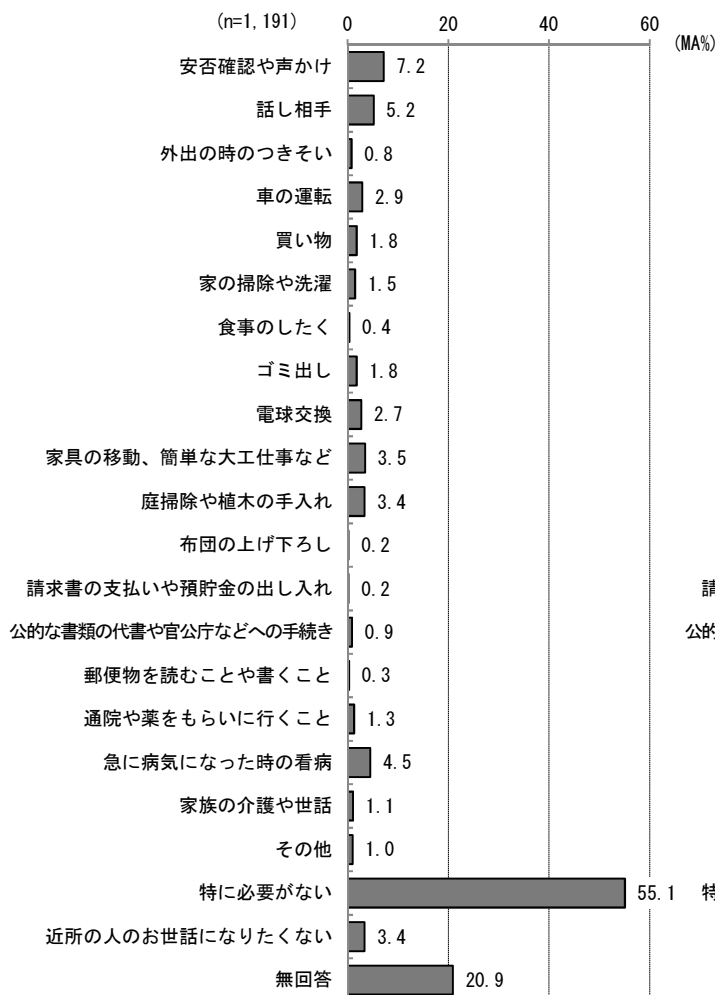 (n=1,191)
0 20 40 60
(MA%)
安否確認や声かけ 7.2
話し相手 5.2
外出の時のつきそい 0.8
車の運転 2.9
買い物 1.8
家の掃除や洗濯 1.5
食事のしたく 0.4
ゴミ出し 1.8
電球交換 2.7
家具の移動、簡単な大工仕事など 3.5
庭掃除や植木の手入れ 3.4
布団の上げ下ろし 0.2
請求書の支払いや預貯金の出し入れ 0.2 請
公的な書類の代書や官公庁などへの手続き 0.9 公的
郵便物を読むことや書くこと 0.3
通院や薬をもらいに行くこと 1.3
急に病気になった時の看病 4.5
家族の介護や世話 1.1
その他 1.0
特に必要がない 55.1 特
近所の人のお世話になりたくない 3.4
無回答 20.9